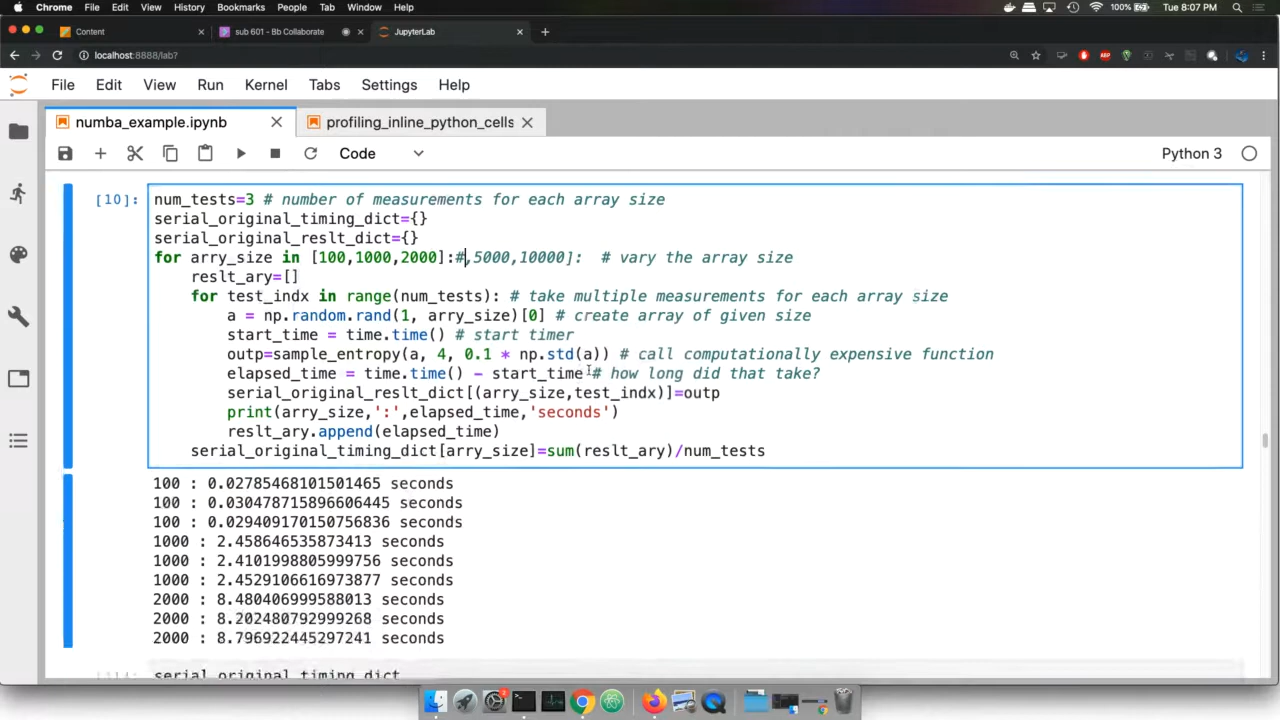 Chrome File Edit View History Bookmarks People Tab Window Help 100% Tue 8:07 PM
Content sub 601 - Bb Collaborate JupyterLab
localhost:8888/lab?
File Edit View Run Kernel Tabs Settings Help
numba_example.ipynb profiling_inline_python_cells
Code Python 3
[10]: num_tests=3 # number of measurements for each array size
serial_original_timing_dict={}
serial_original_reslt_dict={}
for arry_size in [100,1000,2000]:#,5000,10000]: # vary the array size
reslt_ary=[]
for test_indx in range(num_tests): # take multiple measurements for each array size
a = np.random.rand(1, arry_size)[0] # create array of given size
start_time = time.time() # start timer
outp=sample_entropy(a, 4, 0.1 * np.std(a)) # call computationally expensive function
elapsed_time = time.time() - start_time # how long did that take?
serial_original_reslt_dict[(arry_size,test_indx)]=outp
print(arry_size,':',elapsed_time,'seconds')
reslt_ary.append(elapsed_time)
serial_original_timing_dict[arry_size]=sum(reslt_ary)/num_tests
100 : 0.02785468101501465 seconds
100 : 0.030478715896606445 seconds
100 : 0.029409170150756836 seconds
1000 : 2.458646535873413 seconds
1000 : 2.4101998805999756 seconds
1000 : 2.4529106616973877 seconds
2000 : 8.480406999588013 seconds
2000 : 8.202480792999268 seconds
2000 : 8.796922445297241 seconds
serial_original_timing_dict